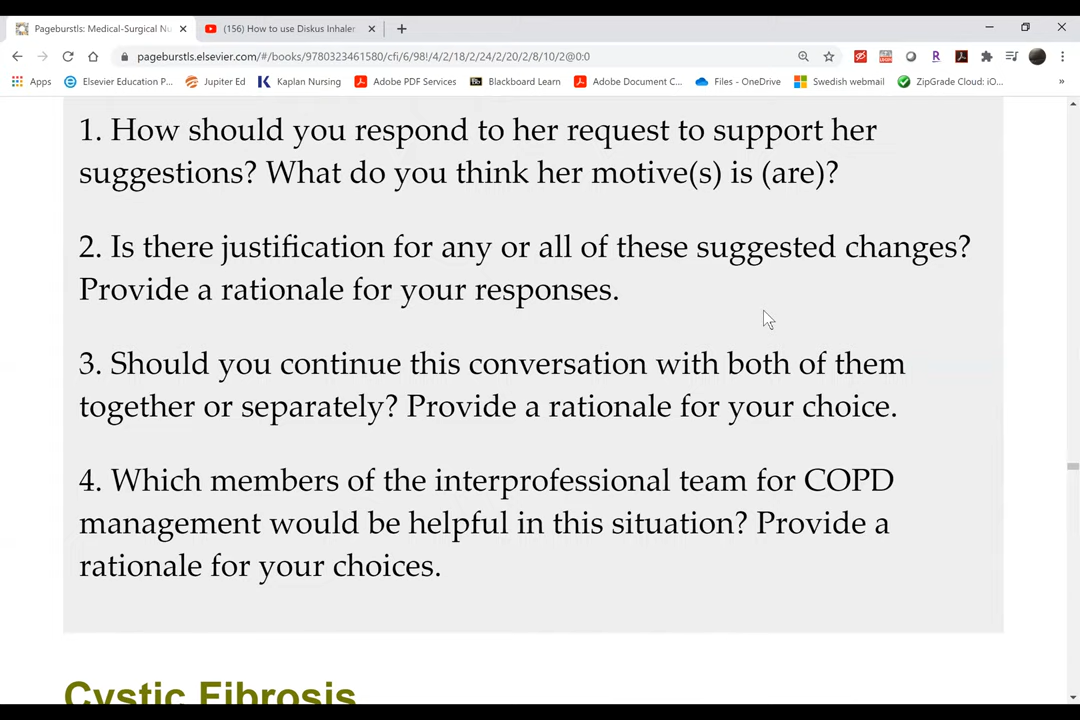 Pageburstls: Medical-Surgical Nu
(156) How to use Diskus Inhaler
pageburstls.elsevier.com/#/books/9780323461580/cfi/6/98!/4/2/18/2/24/2/20/2/8/10/2@0:0
Apps Elsevier Education P... Jupiter Ed Kaplan Nursing Adobe PDF Services Blackboard Learn Adobe Document C... Files - OneDrive Swedish webmail ZipGrade Cloud: iO... »
1. How should you respond to her request to support her
suggestions? What do you think her motive(s) is (are)?
2. Is there justification for any or all of these suggested changes?
Provide a rationale for your responses.
3. Should you continue this conversation with both of them
together or separately? Provide a rationale for your choice.
4. Which members of the interprofessional team for COPD
management would be helpful in this situation? Provide a
rationale for your choices.
Cystic Fibrosis